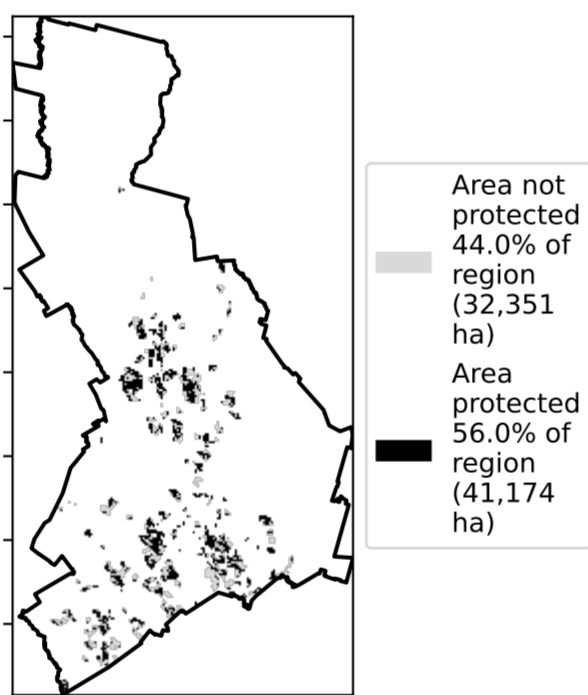 Area not
protected
44.0% of
region
(32,351
ha)
Area
protected
56.0% of
region
(41,174
ha)